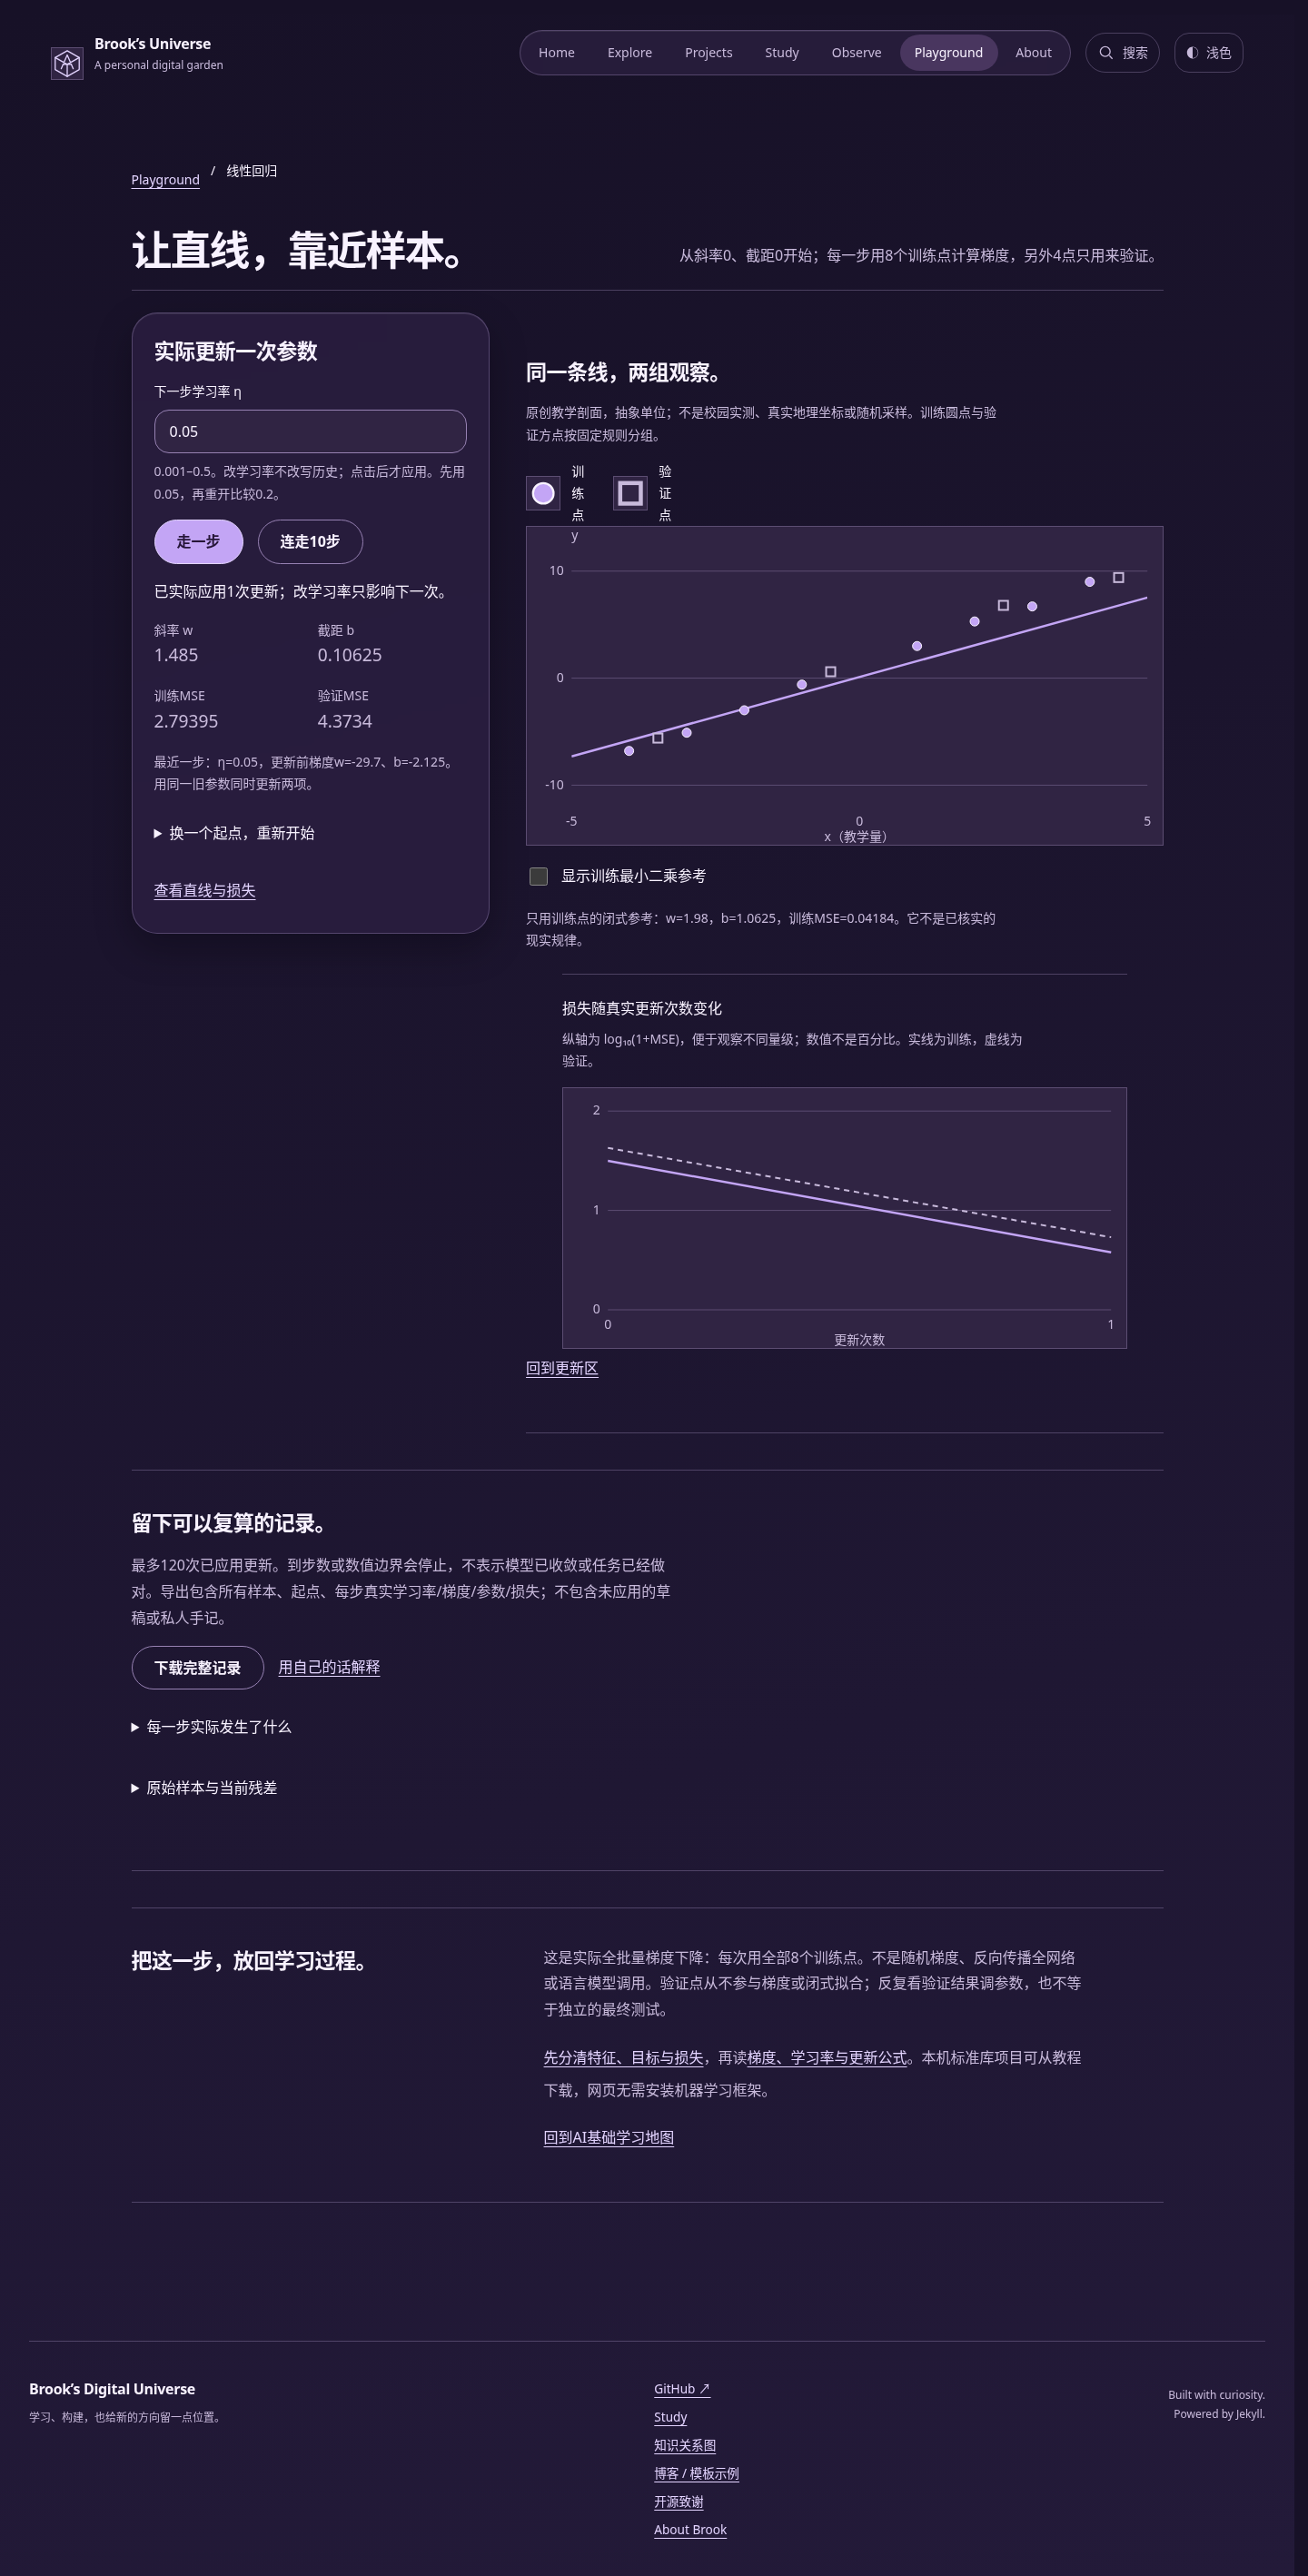 Brook’s Universe
A personal digital garden
Home
Explore
Projects
Study
Observe
Playground
About
搜索
浅色
Playground / 线性回归
让直线，靠近样本。
从斜率0、截距0开始；每一步用8个训练点计算梯度，另外4点只用来验证。
实际更新一次参数
下一步学习率 η
0.05
0.001–0.5。改学习率不改写历史；点击后才应用。先用
0.05，再重开比较0.2。
走一步
连走10步
已实际应用1次更新；改学习率只影响下一次。
斜率 w
截距 b
1.485
0.10625
训练MSE
验证MSE
2.79395
4.3734
最近一步：η=0.05，更新前梯度w=-29.7、b=-2.125。
用同一旧参数同时更新两项。
换一个起点，重新开始
查看直线与损失
同一条线，两组观察。
原创教学剖面，抽象单位；不是校园实测、真实地理坐标或随机采样。训练圆点与验
证方点按固定规则分组。
训
练
点
验
证
点
y
10
0
-10
-5
0
5
x（教学量）
显示训练最小二乘参考
只用训练点的闭式参考：w=1.98，b=1.0625，训练MSE=0.04184。它不是已核实的
现实规律。
损失随真实更新次数变化
纵轴为 log₁₀(1+MSE)，便于观察不同量级；数值不是百分比。实线为训练，虚线为
验证。
2
1
0
0
1
更新次数
回到更新区
留下可以复算的记录。
最多120次已应用更新。到步数或数值边界会停止，不表示模型已收敛或任务已经做
对。导出包含所有样本、起点、每步真实学习率/梯度/参数/损失；不包含未应用的草
稿或私人手记。
下载完整记录
用自己的话解释
每一步实际发生了什么
原始样本与当前残差
把这一步，放回学习过程。
这是实际全批量梯度下降：每次用全部8个训练点。不是随机梯度、反向传播全网络
或语言模型调用。验证点从不参与梯度或闭式拟合；反复看验证结果调参数，也不等
于独立的最终测试。
先分清特征、目标与损失，再读梯度、学习率与更新公式。本机标准库项目可从教程
下载，网页无需安装机器学习框架。
回到AI基础学习地图
Brook’s Digital Universe
学习、构建，也给新的方向留一点位置。
GitHub ↗
Study
知识关系图
博客 / 模板示例
开源致谢
About Brook
Built with curiosity.
Powered by Jekyll.